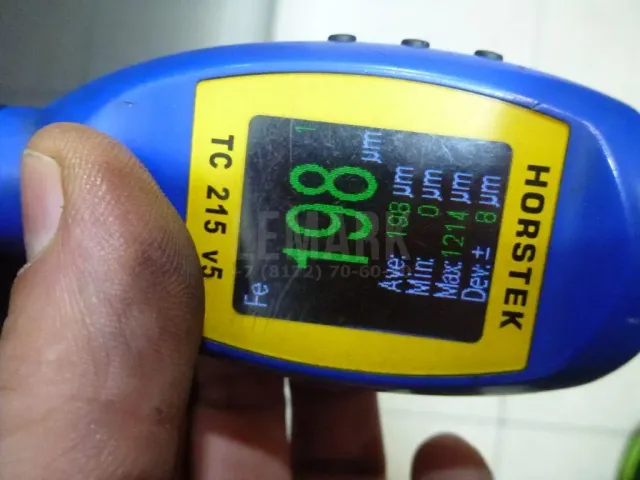 HORSTEK
1
198 µm
Fe
Ave: 198 µm
Min: 0 µm
Max: 1214 µm
Dev: ± 8 µm
TC 215 v5